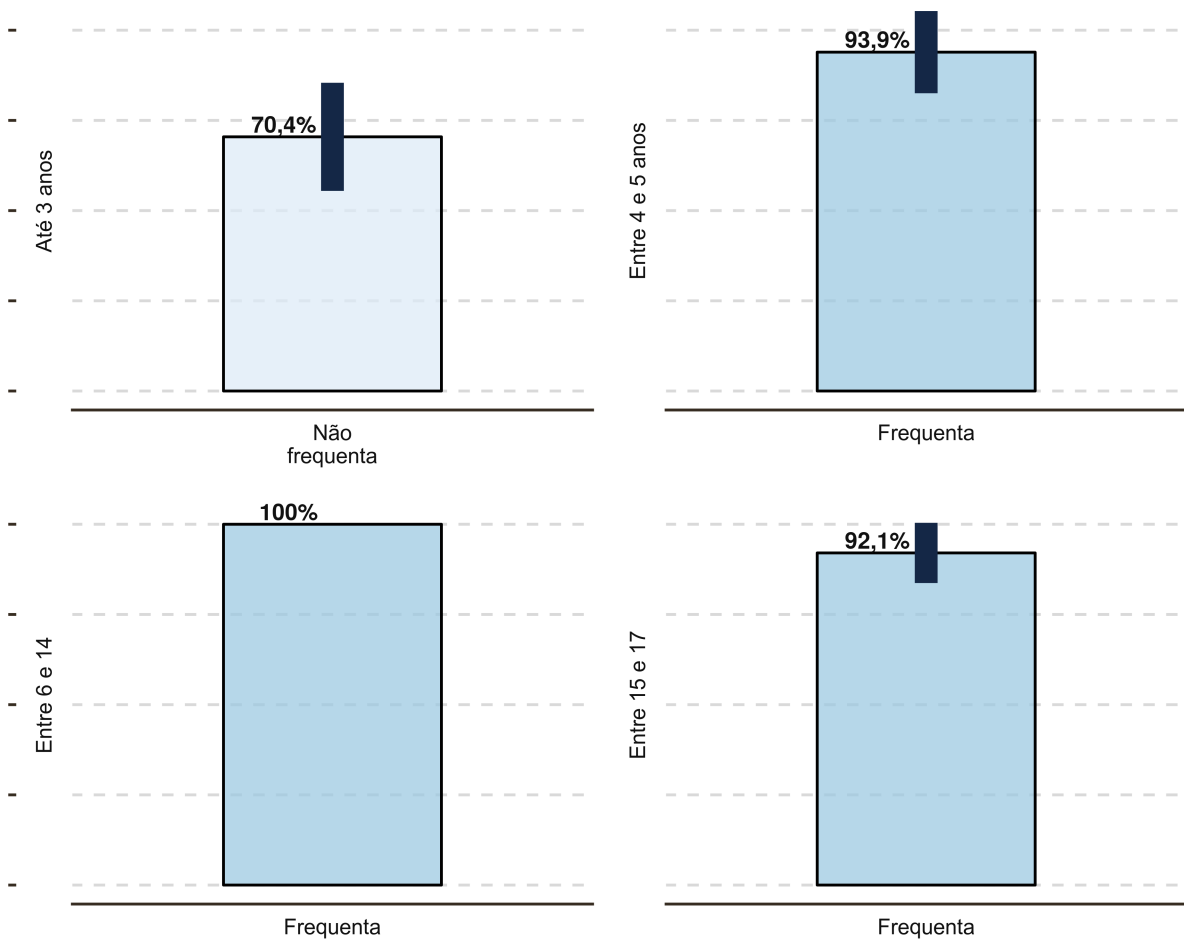 70,4%
Até 3 anos
Não
frequenta
93,9%
Entre 4 e 5 anos
Frequenta
100%
Entre 6 e 14
Frequenta
92,1%
Entre 15 e 17
Frequenta